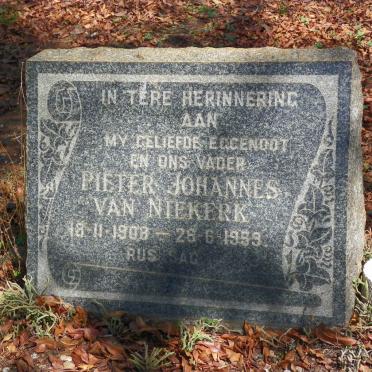 IN TERE HERINNERING
AAN
MY GELIEFDE EGGENOOT
EN ONS VADER
PIETER JOHANNES
VAN NIEKERK
18-11-1908 – 28-6-1959
RUS SAG